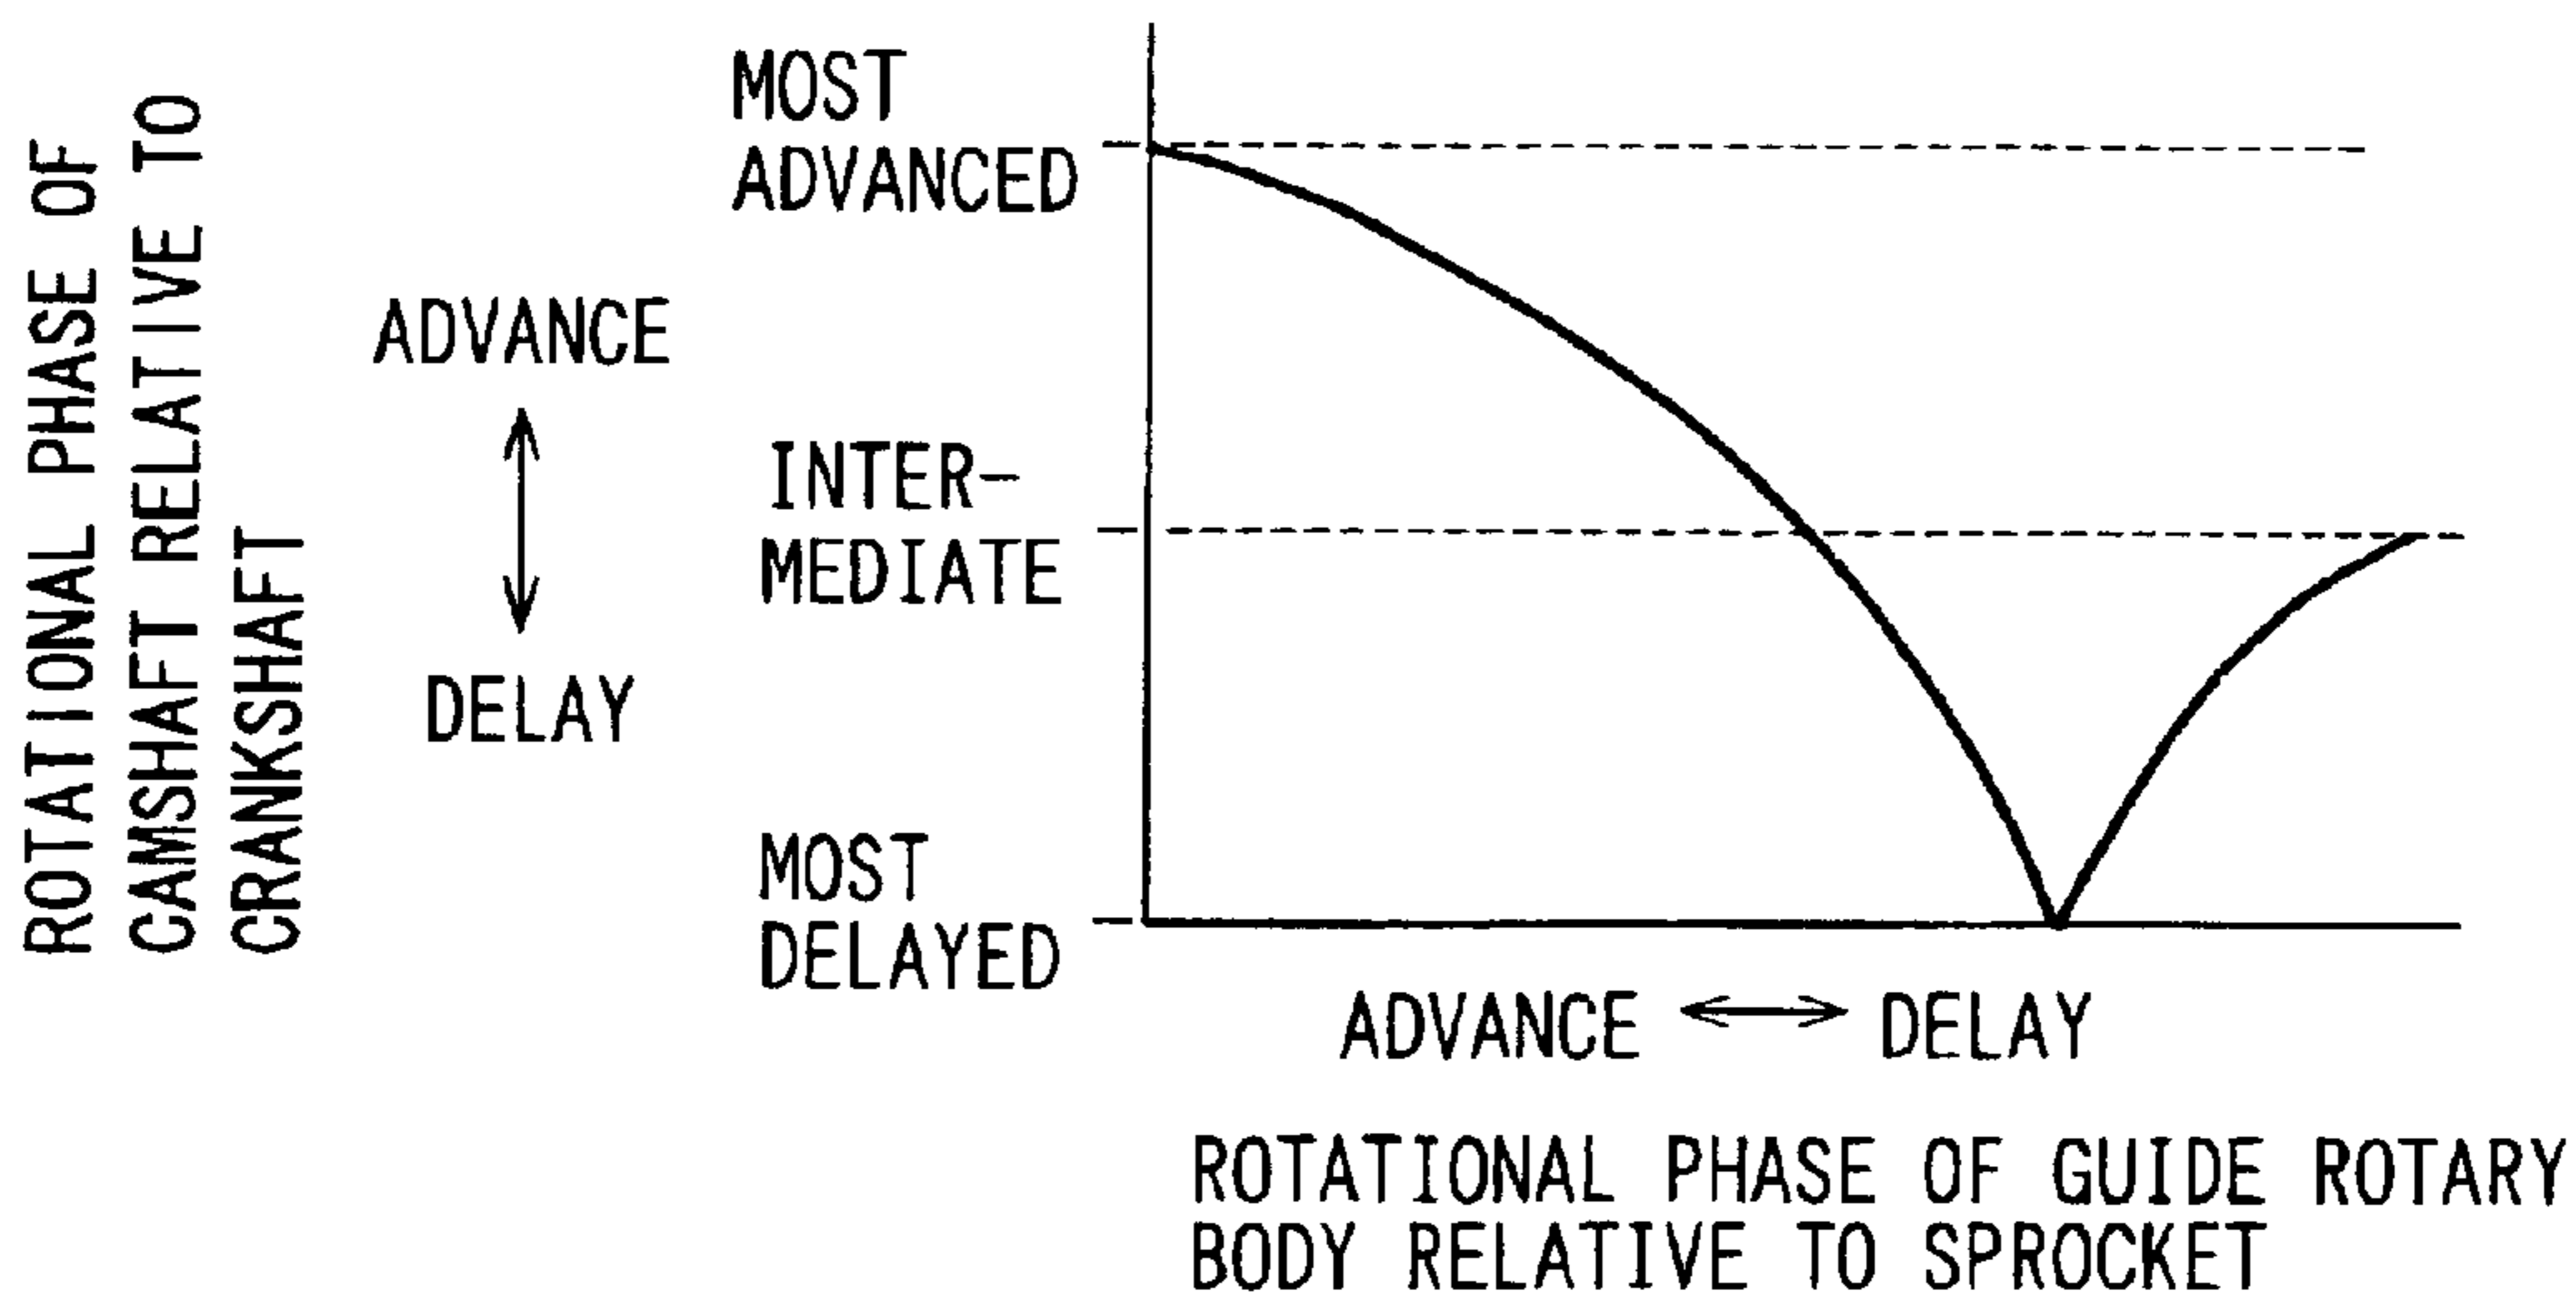 ROTATIONAL PHASE OF
CAMSHAFT RELATIVE TO
CRANKSHAFT
ADVANCE
DELAY
MOST
ADVANCED
INTER-
MEDIATE
MOST
DELAYED
ADVANCE DELAY
ROTATIONAL PHASE OF GUIDE ROTARY
BODY RELATIVE TO SPROCKET